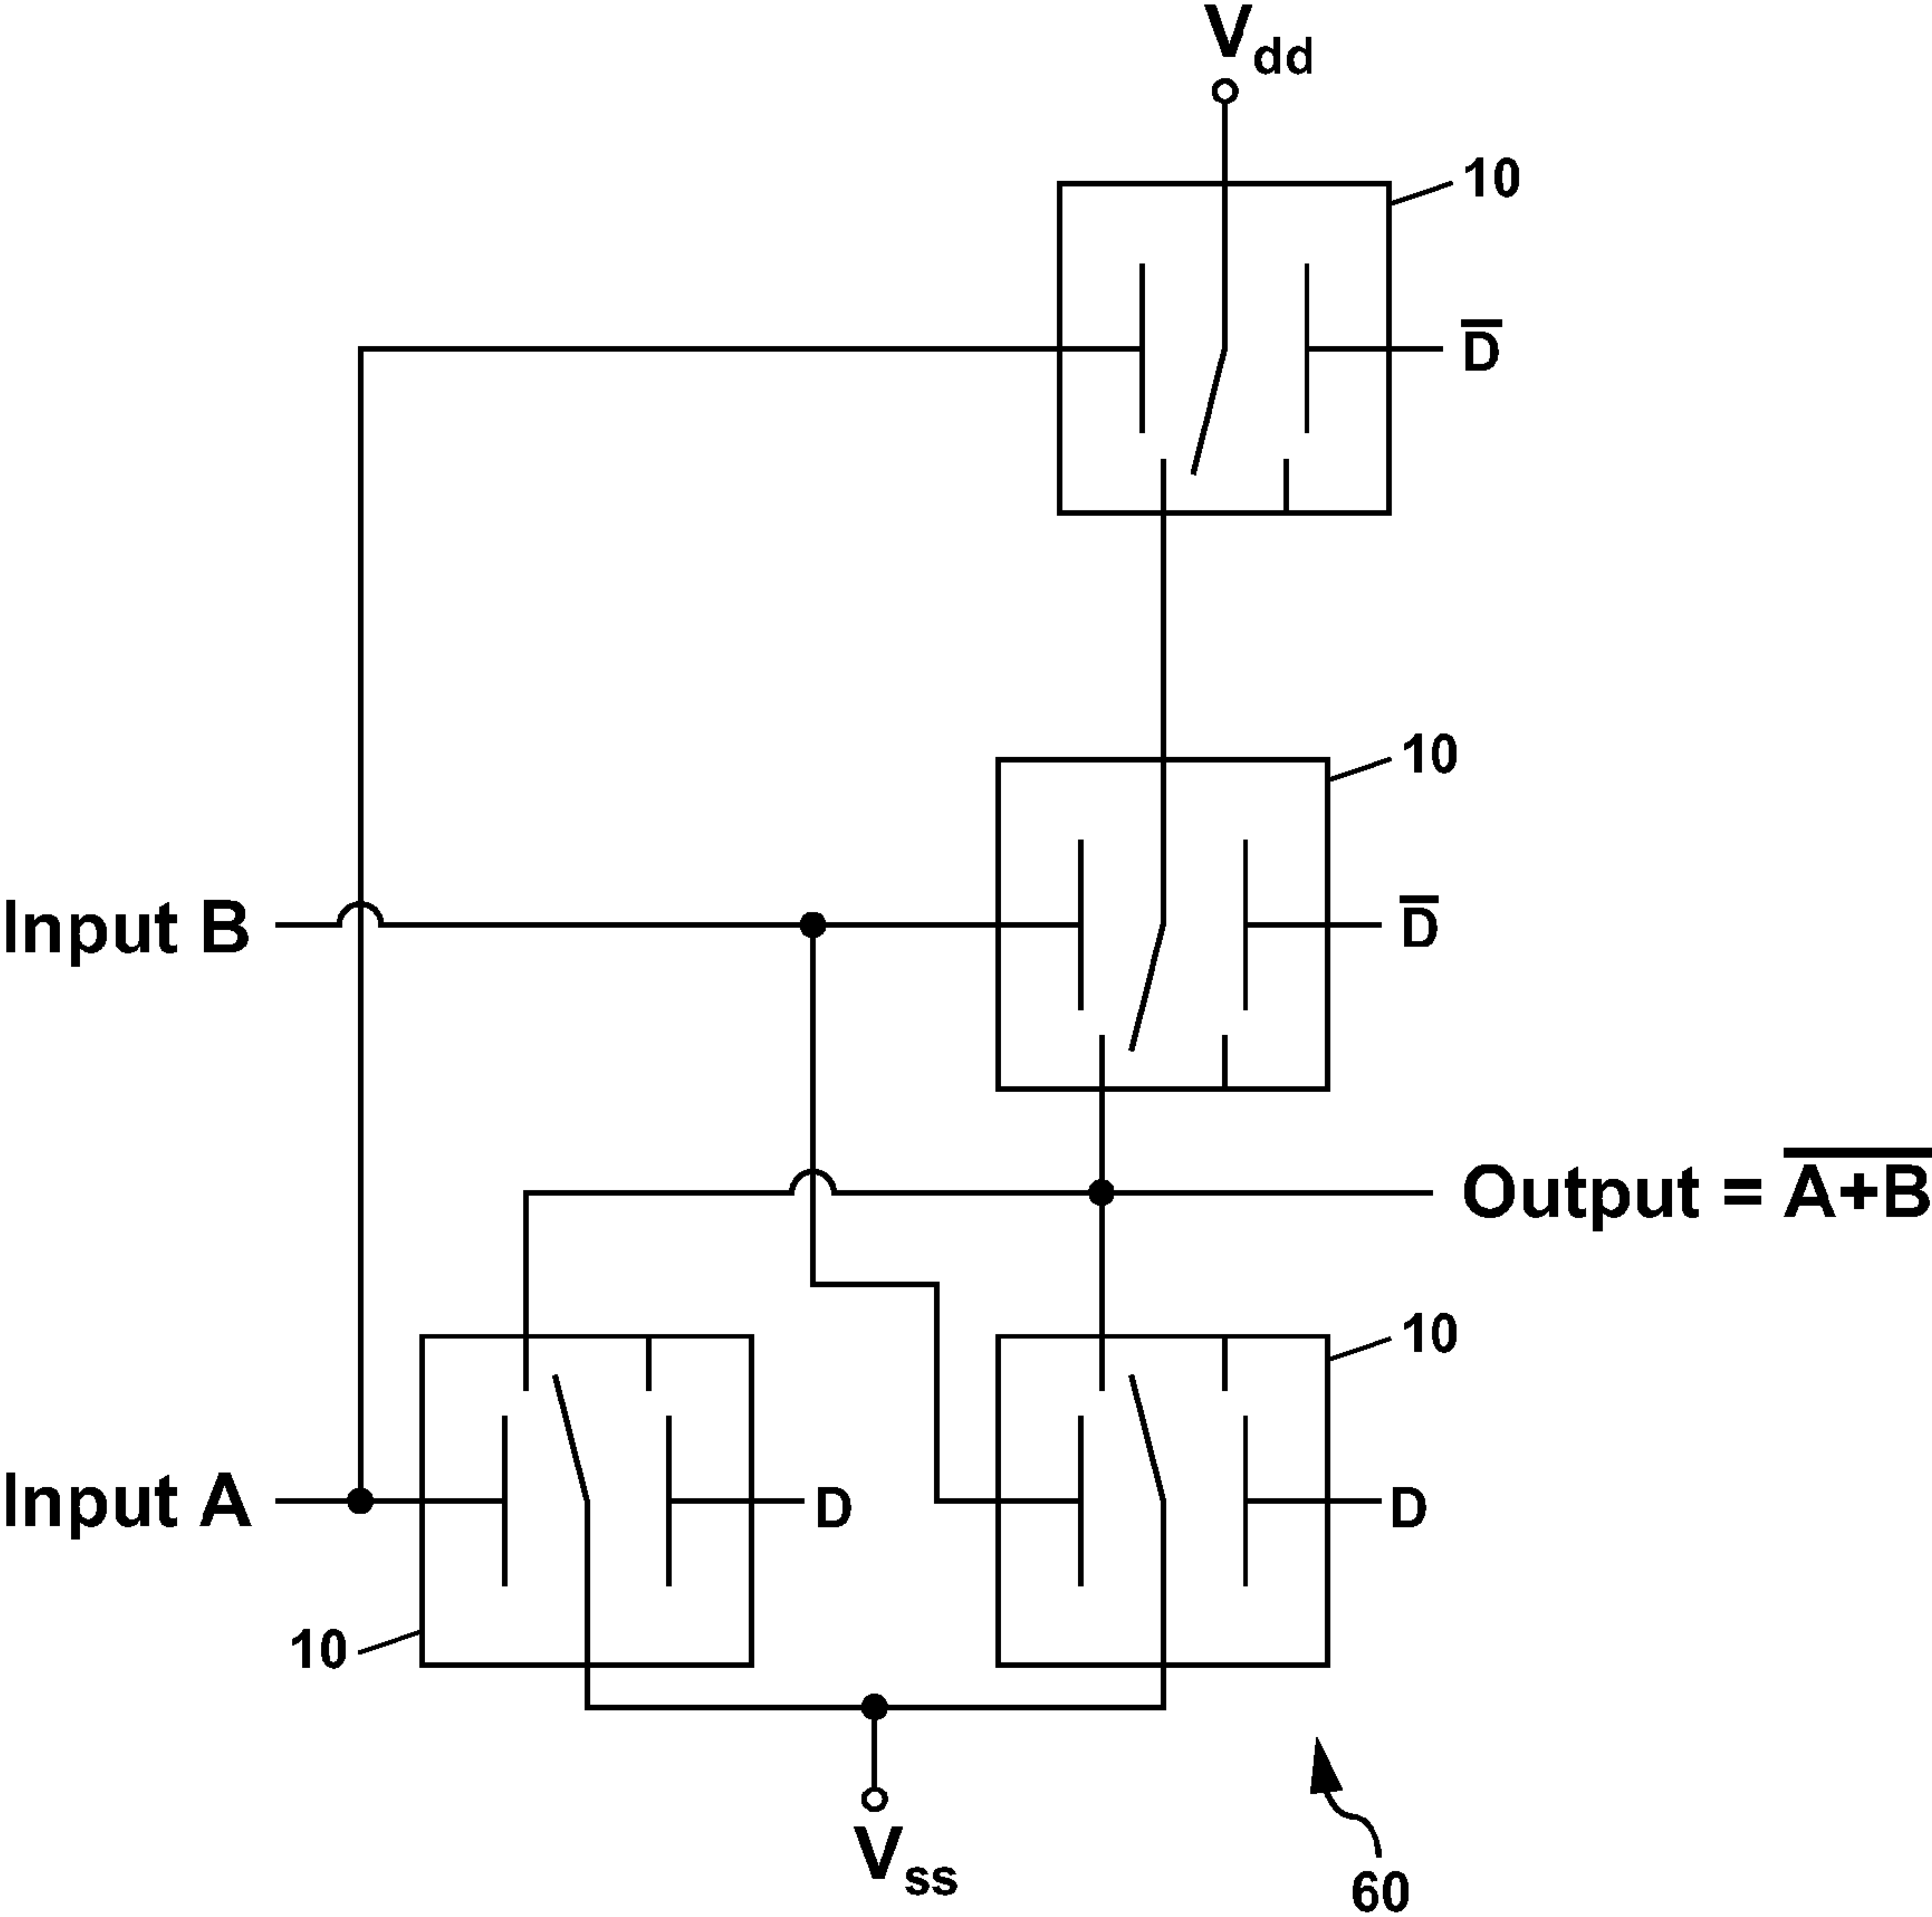 Vdd
10
D̅
10
Input B
D̅
Output = A̅+̅B̅
10
Input A
D
D
10
Vss
60